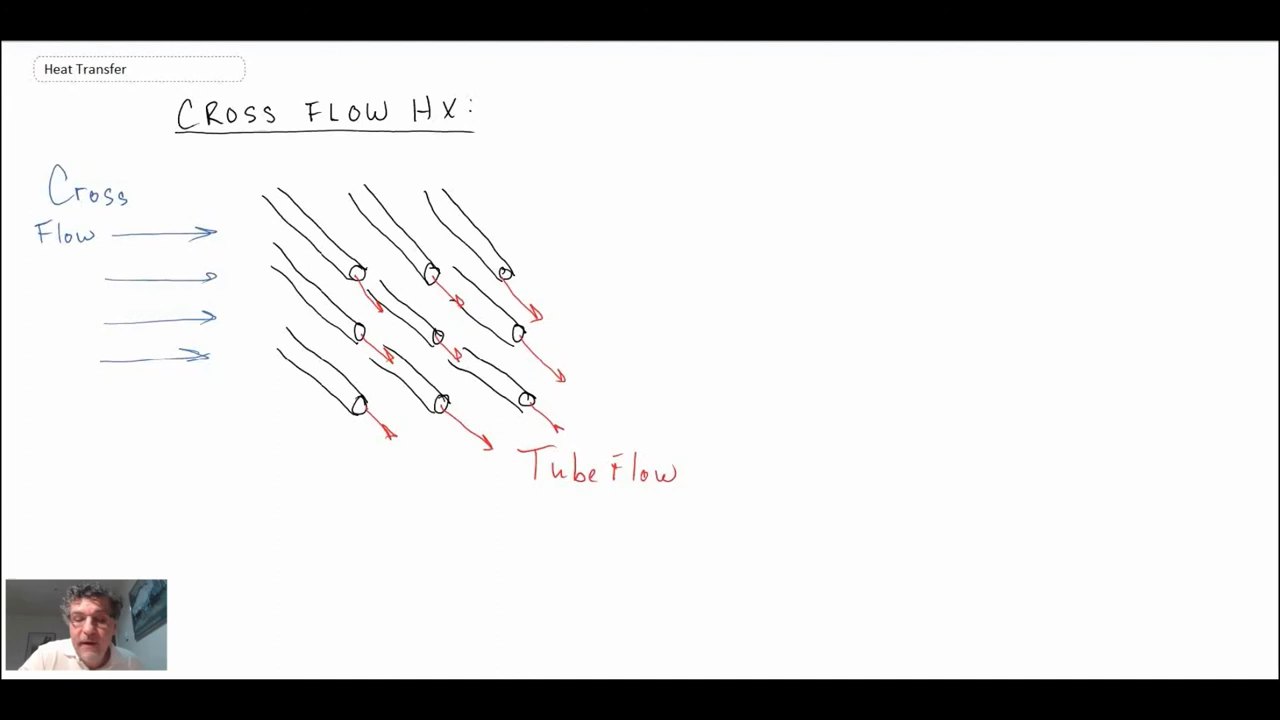 Heat Transfer
CROSS FLOW HX:
Cross
Flow
Tube Flow